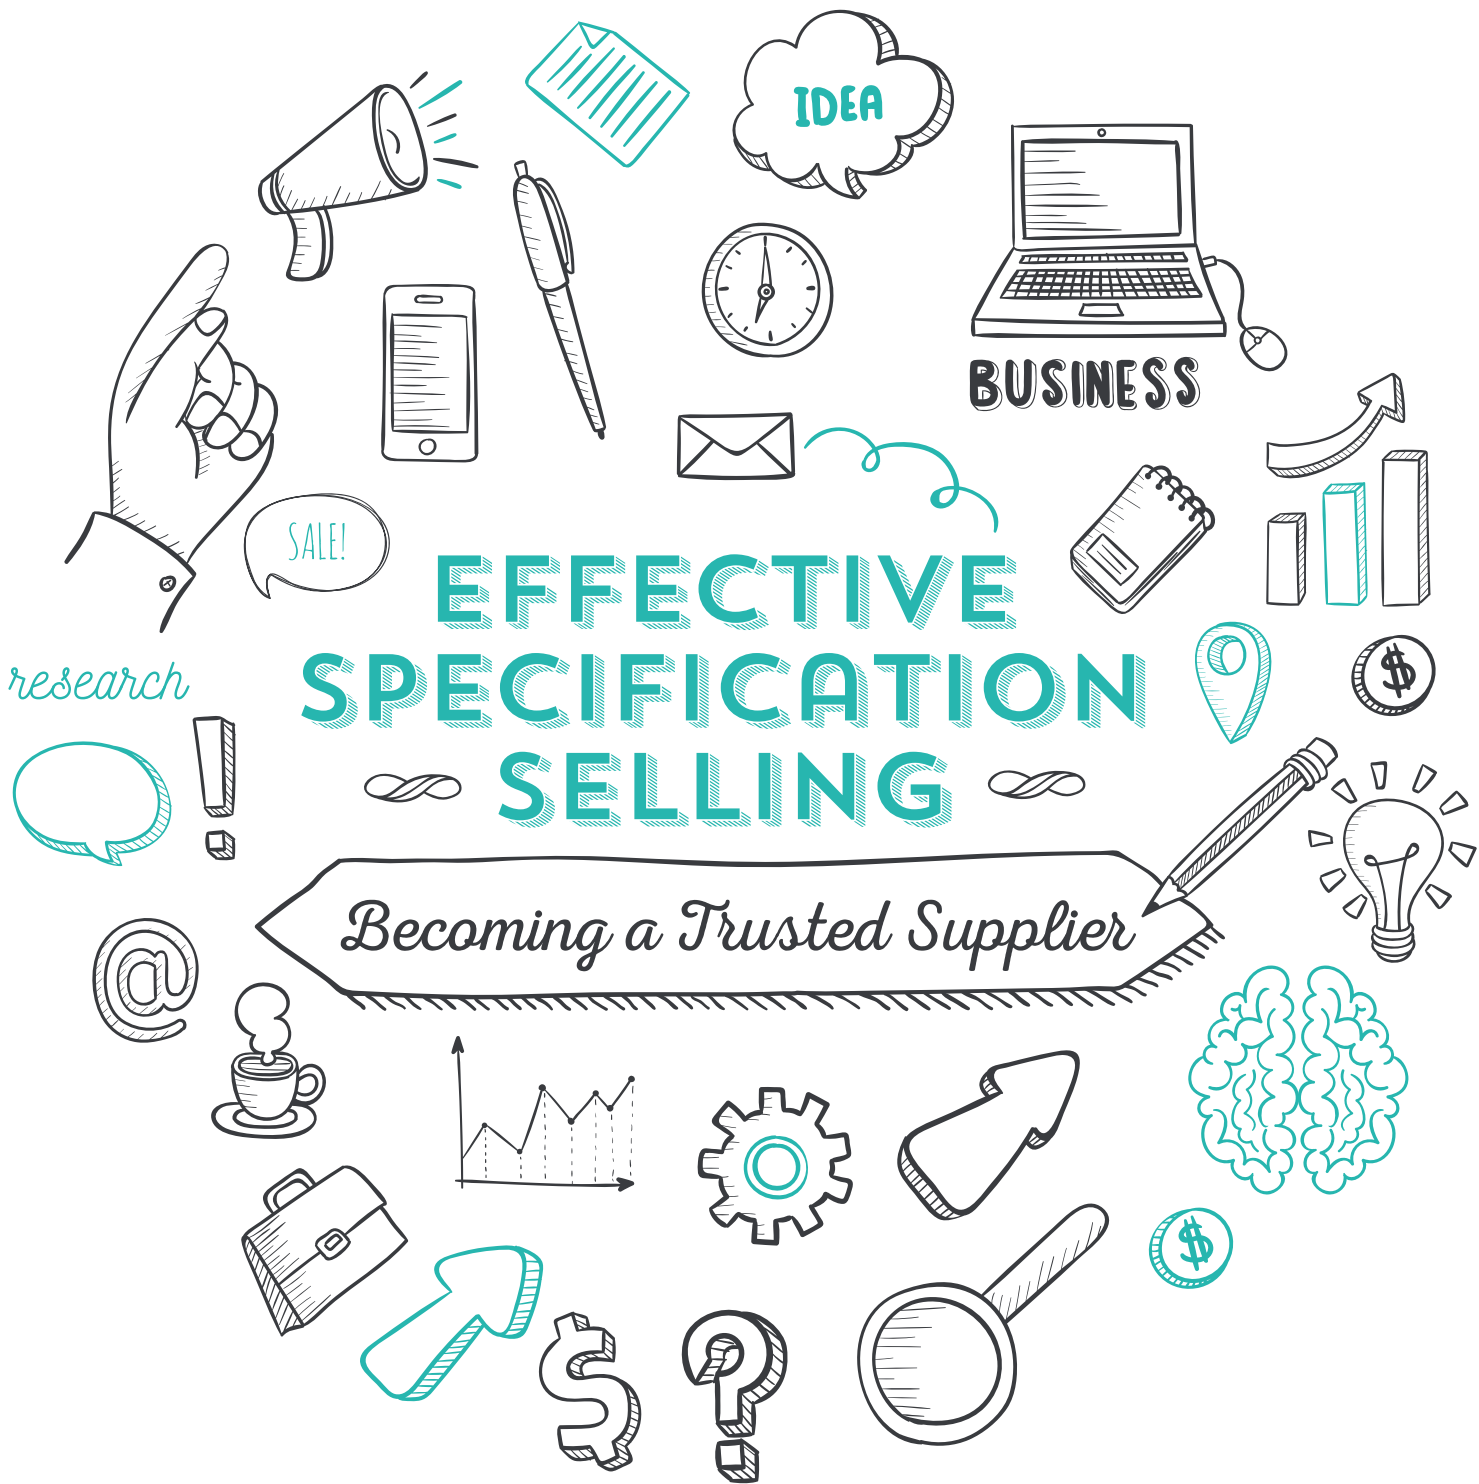 IDEA
BUSINESS
SALE!
EFFECTIVE
SPECIFICATION
SELLING
research
$
!
Becoming a Trusted Supplier
@
$
$
?